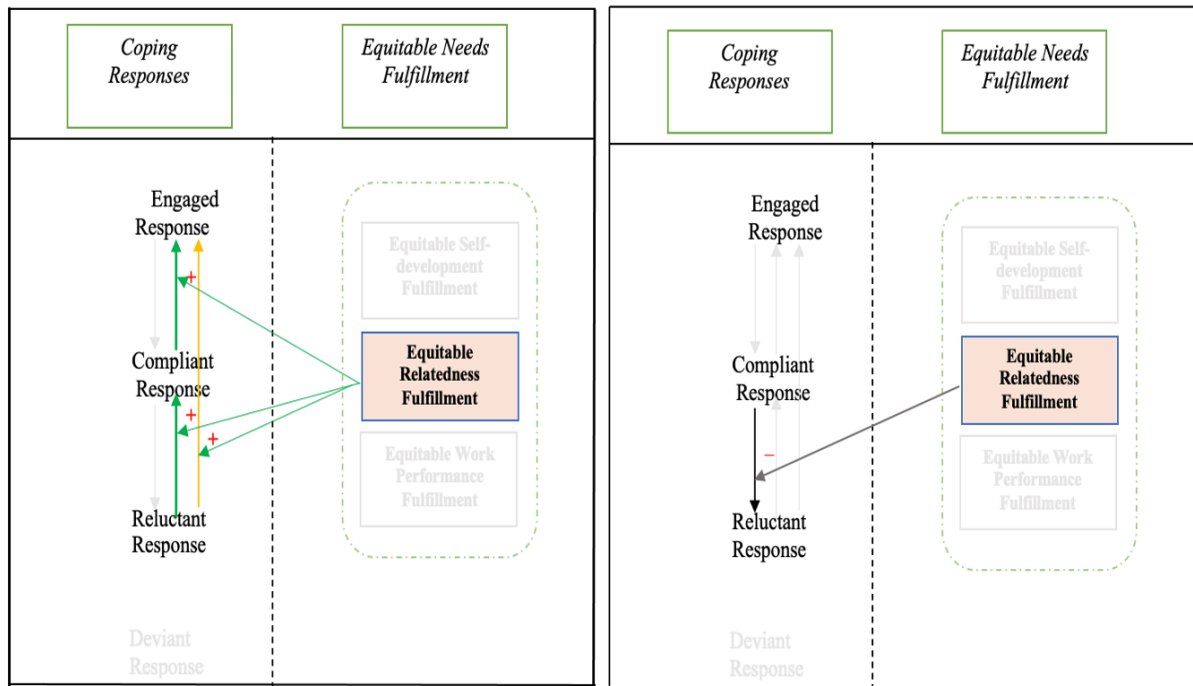 Coping
Responses
Equitable Needs
Fulfillment
Engaged
Response
Equitable Self-
development
Fulfillment
+
Compliant
Response
Equitable
Relatedness
Fulfillment
+
+
Equitable Work
Performance
Fulfillment
Reluctant
Response
Deviant
Response
Coping
Responses
Equitable Needs
Fulfillment
Engaged
Response
Equitable Self-
development
Fulfillment
Compliant
Response
Equitable
Relatedness
Fulfillment
−
Equitable Work
Performance
Fulfillment
Reluctant
Response
Deviant
Response